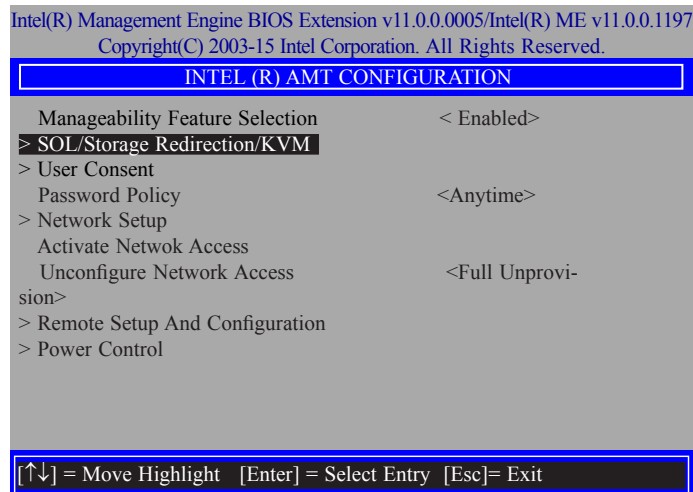 Intel(R) Management Engine BIOS Extension v11.0.0.0005/Intel(R) ME v11.0.0.1197
Copyright(C) 2003-15 Intel Corporation. All Rights Reserved.
INTEL (R) AMT CONFIGURATION
Manageability Feature Selection < Enabled>
> SOL/Storage Redirection/KVM
> User Consent
Password Policy <Anytime>
> Network Setup
Activate Netwok Access
Unconfigure Network Access <Full Unprovi-
sion>
> Remote Setup And Configuration
> Power Control
[↑↓] = Move Highlight [Enter] = Select Entry [Esc]= Exit